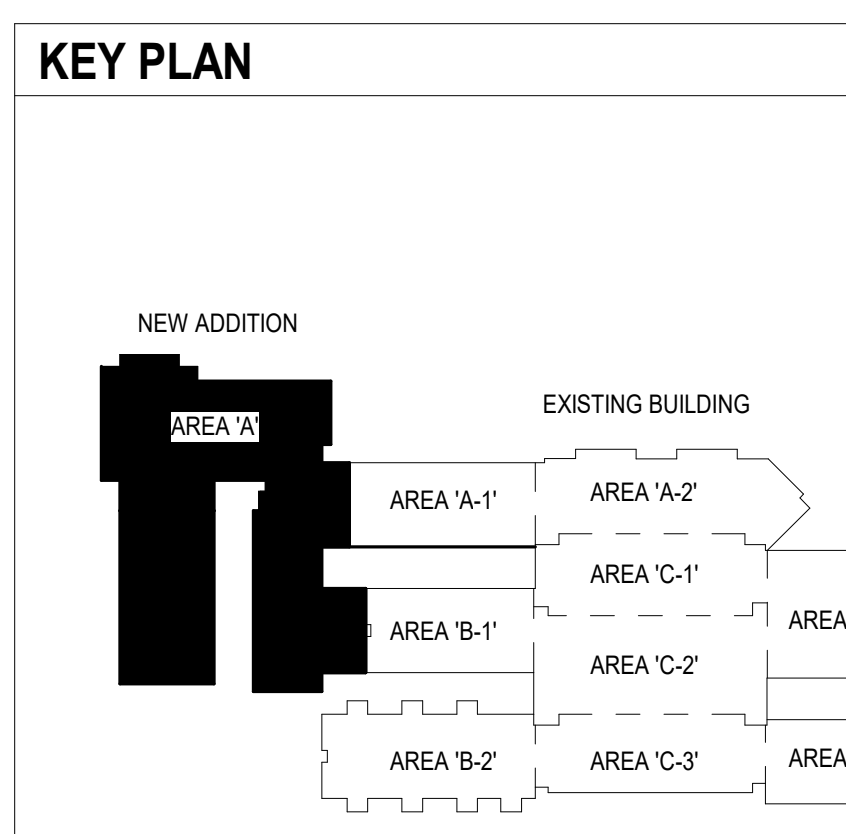 KEY PLAN
NEW ADDITION
AREA 'A'
EXISTING BUILDING
AREA 'A-1'
AREA 'A-2'
AREA 'C-1'
AREA 'B-1'
AREA
AREA 'C-2'
AREA 'B-2'
AREA 'C-3'
AREA